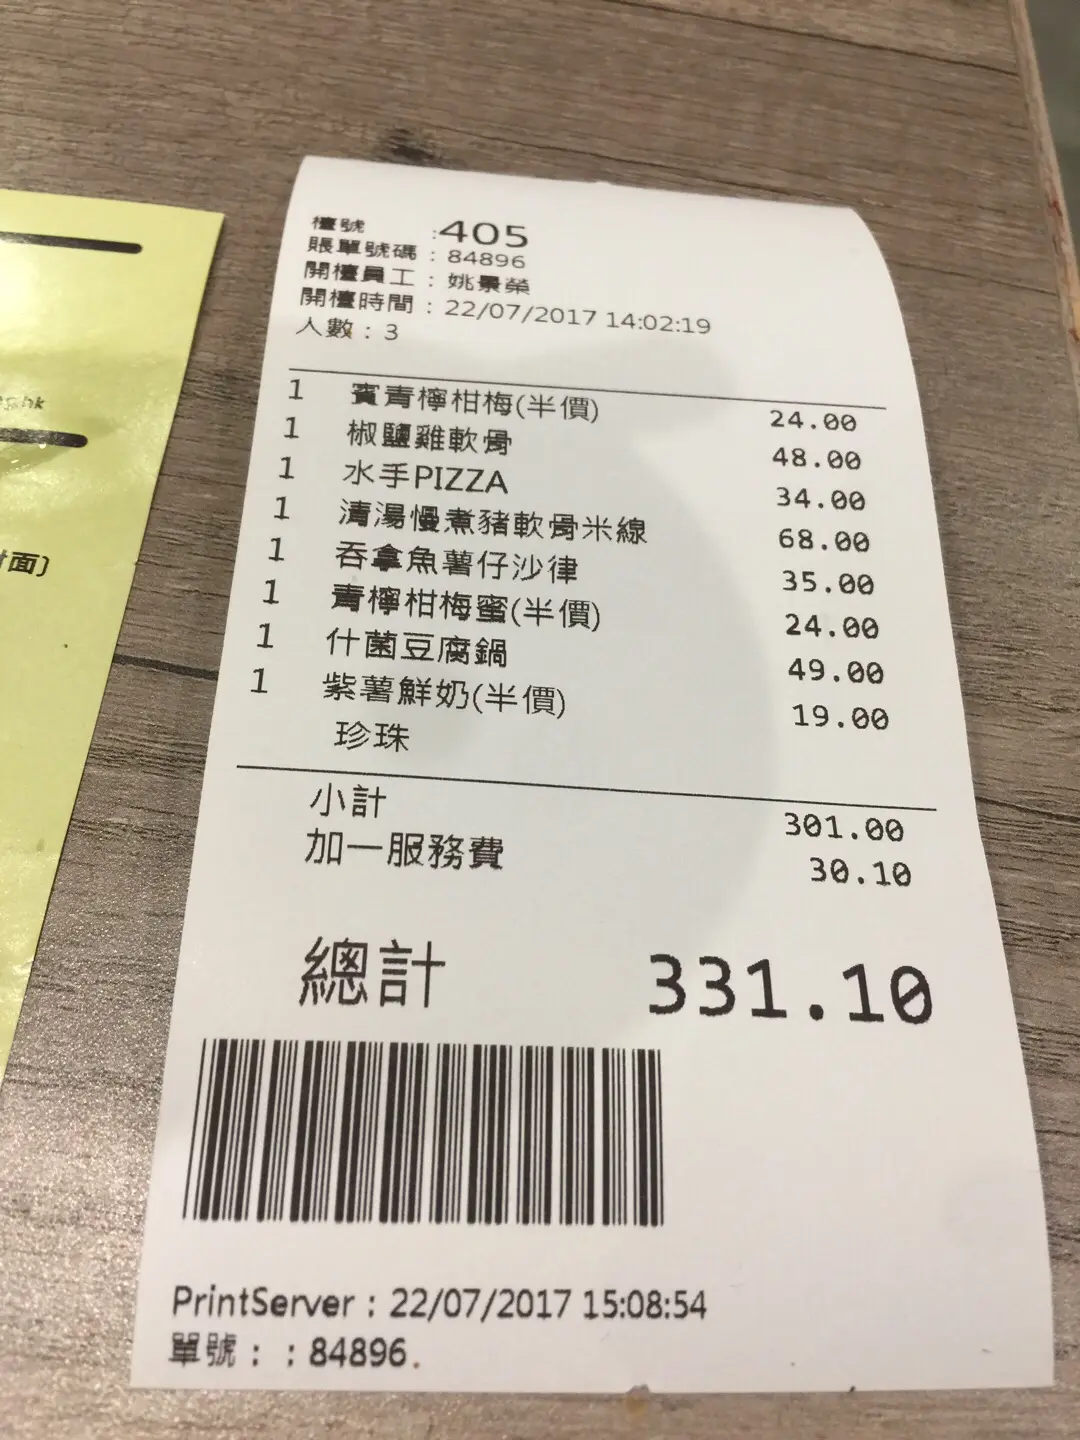 檯號 :405
賬單號碼 : 84896
開檯員工 : 姚景榮
開檯時間 : 22/07/2017 14:02:19
人數 : 3
1 賓青檸柑梅(半價) 24.00
1 椒鹽雞軟骨 48.00
1 水手PIZZA 34.00
1 清湯慢煮豬軟骨米線 68.00
1 吞拿魚薯仔沙律 35.00
1 青檸柑梅蜜(半價) 24.00
1 什菌豆腐鍋 49.00
1 紫薯鮮奶(半價) 19.00
珍珠
小計 301.00
加一服務費 30.10
總計 331.10
PrintServer : 22/07/2017 15:08:54
單號 : : 84896
面)